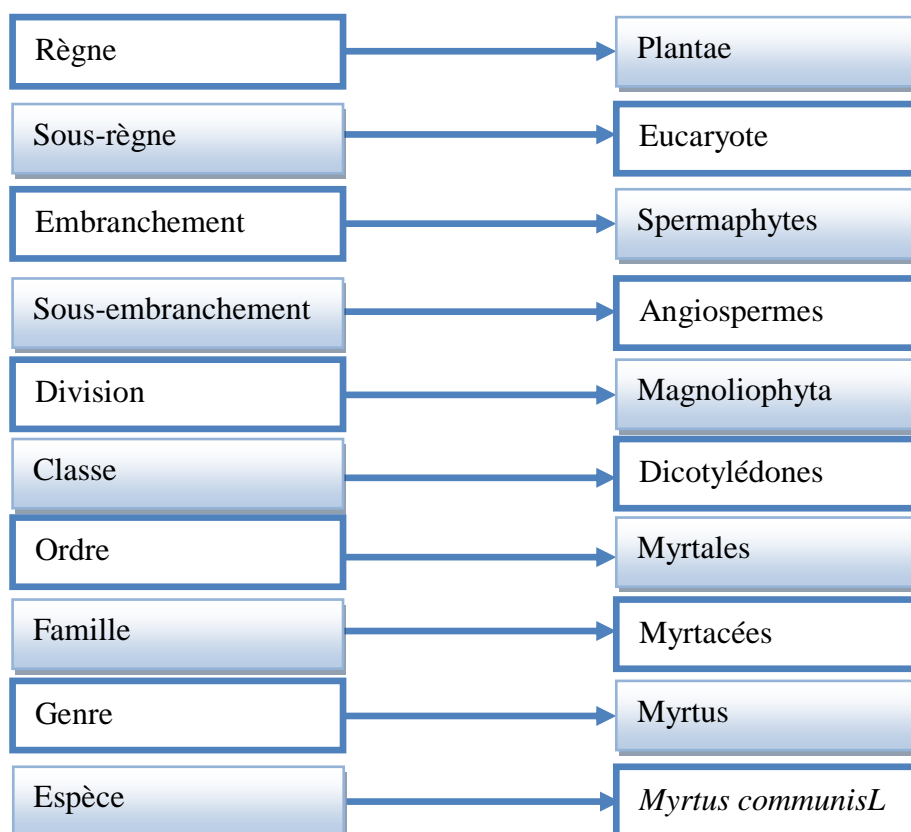 Règne
Plantae
Sous-règne
Eucaryote
Embranchement
Spermaphytes
Sous-embranchement
Angiospermes
Division
Magnoliophyta
Classe
Dicotylédones
Ordre
Myrtales
Famille
Myrtacées
Genre
Myrtus
Espèce
Myrtus communisL